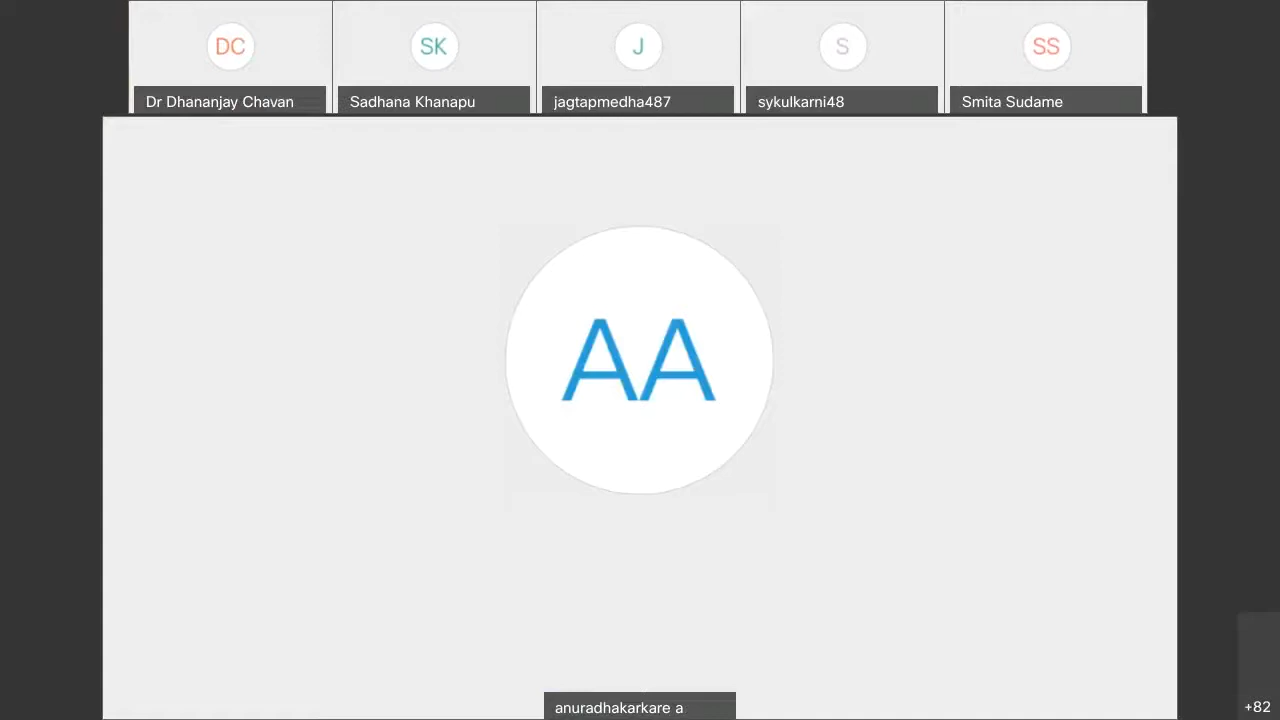 DC
SK
J
S
SS
Dr Dhananjay Chavan
Sadhana Khanapu
jagtapmedha487
sykulkarni48
Smita Sudame
AA
anuradhakarkare a
+82